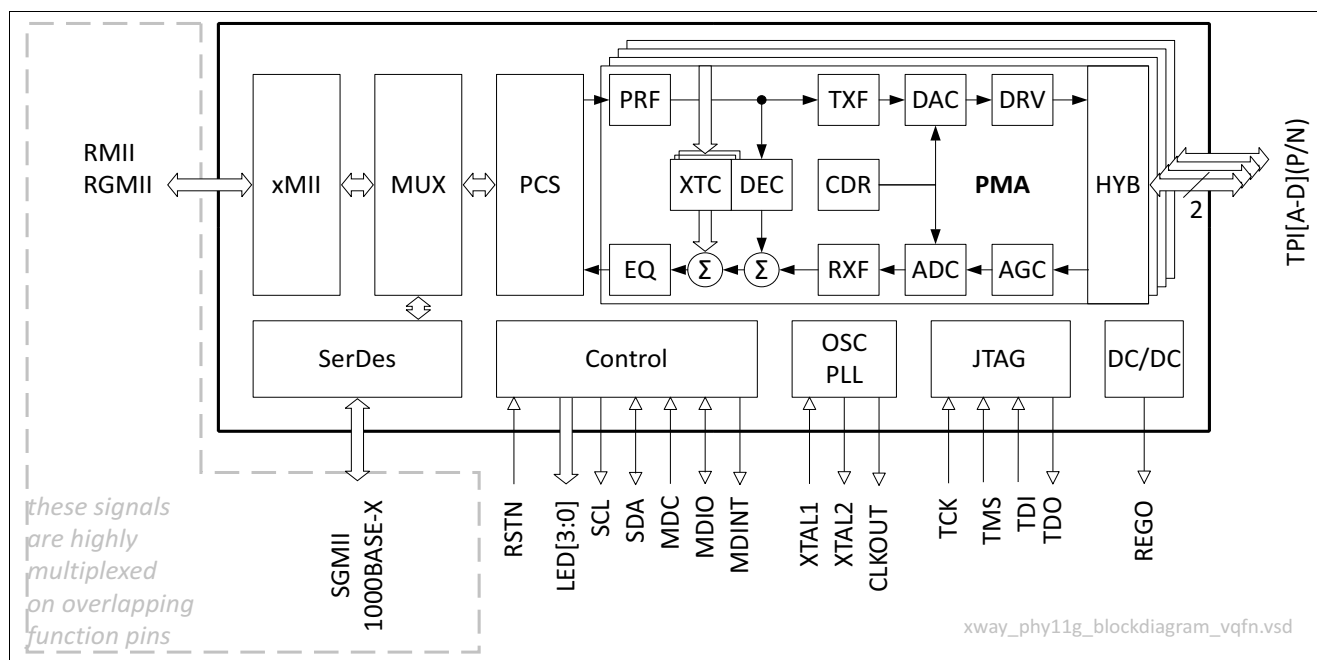 RMII
RGMII
xMII
MUX
PCS
PRF
TXF
DAC
DRV
XTC
DEC
CDR
PMA
HYB
2
TPI[A-D](P/N)
EQ
Σ
Σ
RXF
ADC
AGC
SerDes
Control
OSC
PLL
JTAG
DC/DC
SGMII
1000BASE-X
RSTN
LED[3:0]
SCL
SDA
MDC
MDIO
MDINT
XTAL1
XTAL2
CLKOUT
TCK
TMS
TDI
TDO
REGO
these signals
are highly
multiplexed
on overlapping
function pins
xway_phy11g_blockdiagram_vqfn.vsd